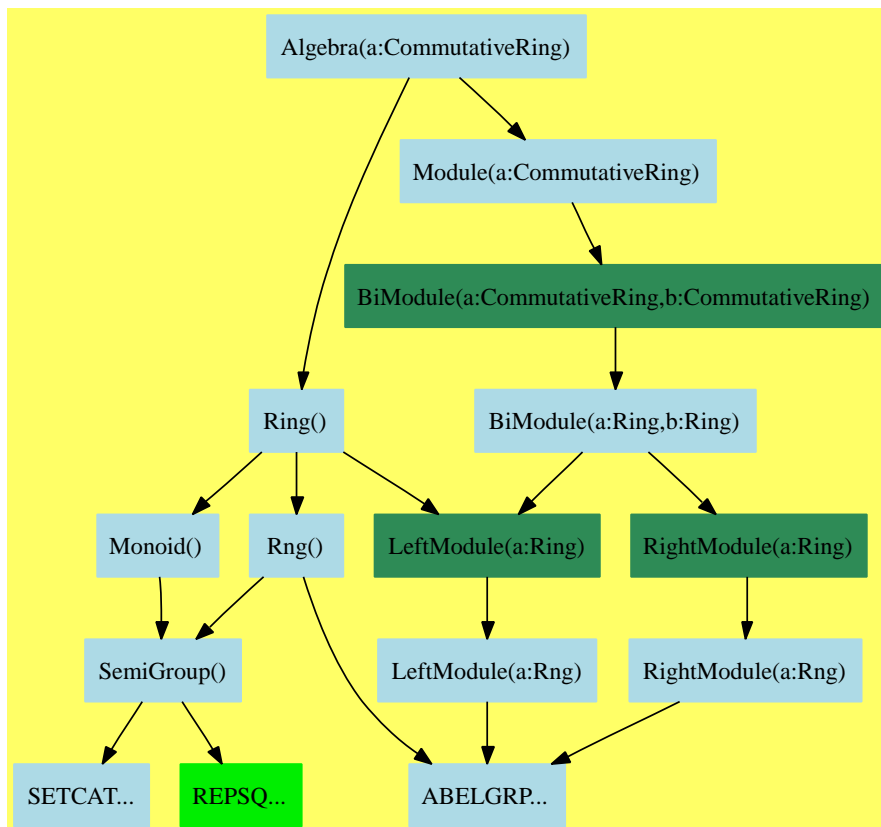 Algebra(a:CommutativeRing)
Module(a:CommutativeRing)
BiModule(a:CommutativeRing,b:CommutativeRing)
Ring()
BiModule(a:Ring,b:Ring)
Monoid()
Rng()
LeftModule(a:Ring)
RightModule(a:Ring)
SemiGroup()
LeftModule(a:Rng)
RightModule(a:Rng)
SETCAT...
REPSQ...
ABELGRP...